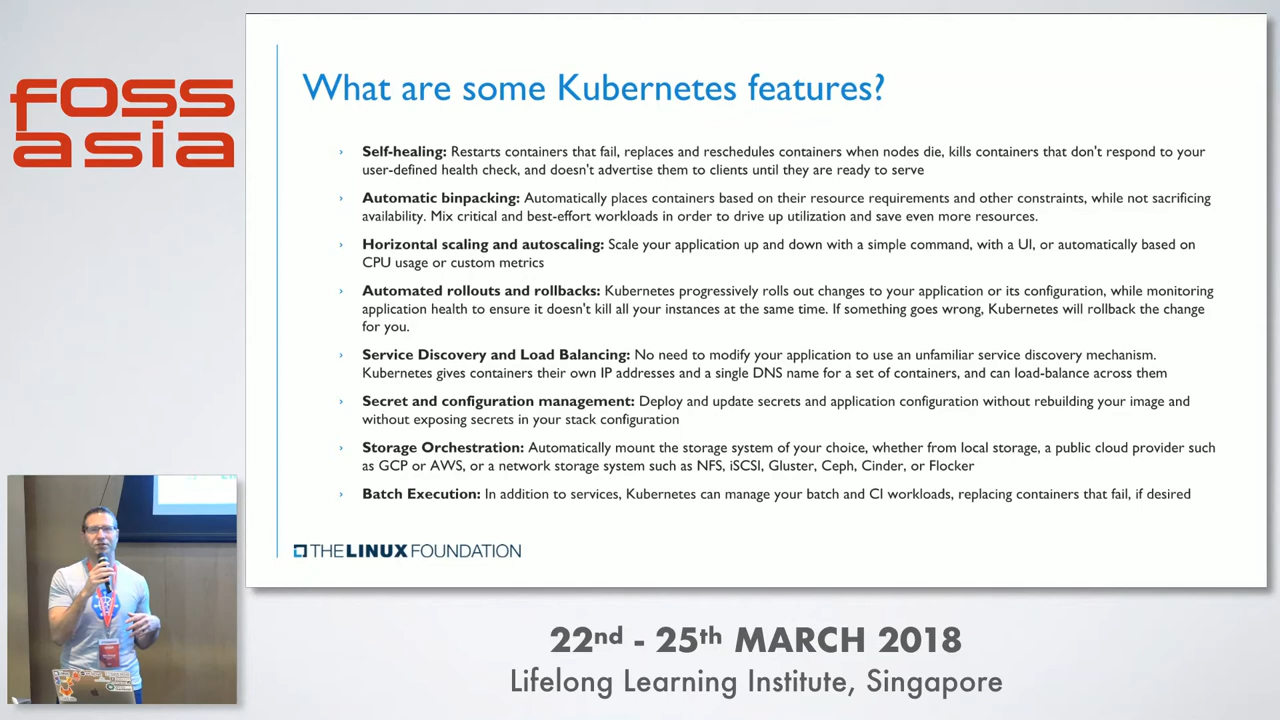 foss
asia
What are some Kubernetes features?
› Self-healing: Restarts containers that fail, replaces and reschedules containers when nodes die, kills containers that don't respond to your
user-defined health check, and doesn't advertise them to clients until they are ready to serve
› Automatic binpacking: Automatically places containers based on their resource requirements and other constraints, while not sacrificing
availability. Mix critical and best-effort workloads in order to drive up utilization and save even more resources.
› Horizontal scaling and autoscaling: Scale your application up and down with a simple command, with a UI, or automatically based on
CPU usage or custom metrics
› Automated rollouts and rollbacks: Kubernetes progressively rolls out changes to your application or its configuration, while monitoring
application health to ensure it doesn't kill all your instances at the same time. If something goes wrong, Kubernetes will rollback the change
for you.
› Service Discovery and Load Balancing: No need to modify your application to use an unfamiliar service discovery mechanism.
Kubernetes gives containers their own IP addresses and a single DNS name for a set of containers, and can load-balance across them
› Secret and configuration management: Deploy and update secrets and application configuration without rebuilding your image and
without exposing secrets in your stack configuration
› Storage Orchestration: Automatically mount the storage system of your choice, whether from local storage, a public cloud provider such
as GCP or AWS, or a network storage system such as NFS, iSCSI, Gluster, Ceph, Cinder, or Flocker
› Batch Execution: In addition to services, Kubernetes can manage your batch and CI workloads, replacing containers that fail, if desired
THE LINUX FOUNDATION
22nd - 25th MARCH 2018
Lifelong Learning Institute, Singapore